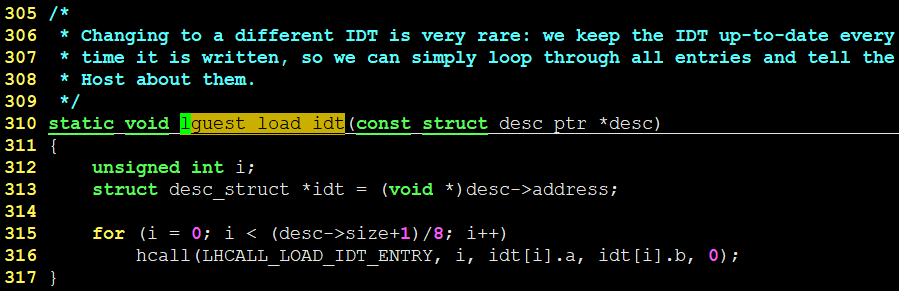 305 /*
306  * Changing to a different IDT is very rare: we keep the IDT up-to-date every
307  * time it is written, so we can simply loop through all entries and tell the
308  * Host about them.
309  */
310 static void lguest_load_idt(const struct desc_ptr *desc)
311 {
312     unsigned int i;
313     struct desc_struct *idt = (void *)desc->address;
314
315     for (i = 0; i < (desc->size+1)/8; i++)
316         hcall(LHCALL_LOAD_IDT_ENTRY, i, idt[i].a, idt[i].b, 0);
317 }